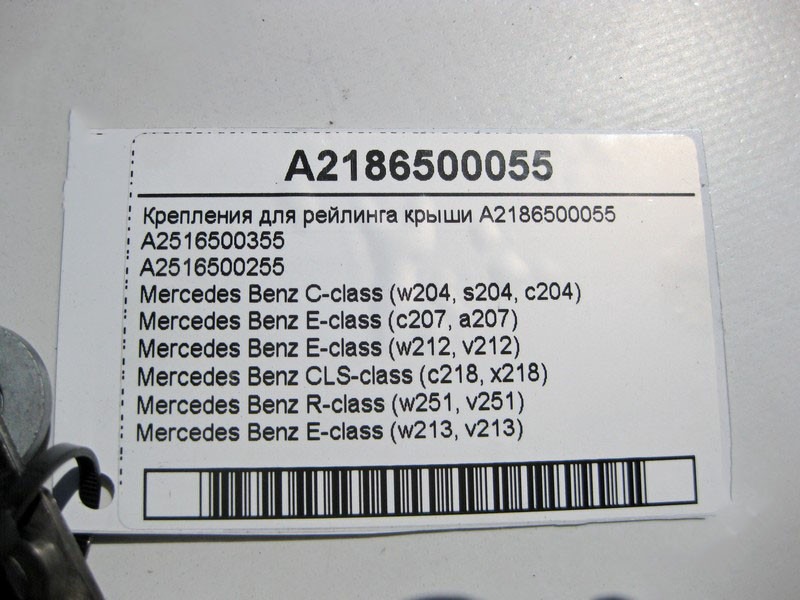 A2186500055
Крепления для рейлинга крыши A2186500055
A2516500355
A2516500255
Mercedes Benz C-class (w204, s204, c204)
Mercedes Benz E-class (c207, a207)
Mercedes Benz E-class (w212, v212)
Mercedes Benz CLS-class (c218, x218)
Mercedes Benz R-class (w251, v251)
Mercedes Benz E-class (w213, v213)